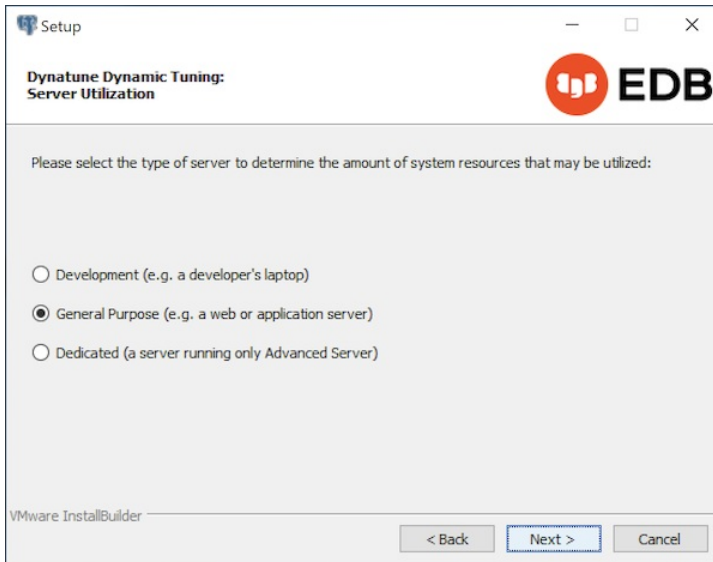 Setup
Dynatune Dynamic Tuning:
Server Utilization
EDB
Please select the type of server to determine the amount of system resources that may be utilized:
Development (e.g. a developer's laptop)
General Purpose (e.g. a web or application server)
Dedicated (a server running only Advanced Server)
VMware InstallBuilder
< Back Next > Cancel